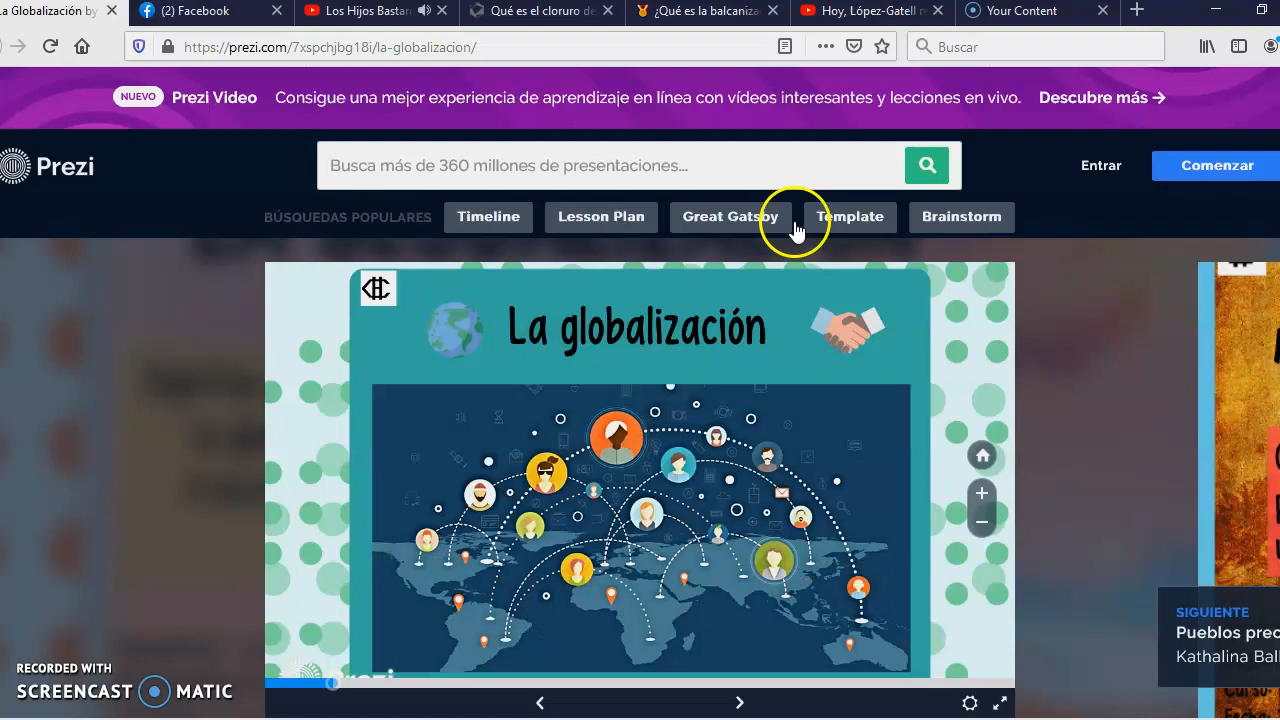 La Globalización by
(2) Facebook
Los Hijos Bastar
Qué es el cloruro de
¿Qué es la balcaniza
Hoy, López-Gatell re
Your Content
https://prezi.com/7xspchjbg18i/la-globalizacion/
Buscar
NUEVO Prezi Video Consigue una mejor experiencia de aprendizaje en línea con vídeos interesantes y lecciones en vivo. Descubre más →
Prezi
Busca más de 360 millones de presentaciones...
Entrar
Comenzar
BÚSQUEDAS POPULARES
Timeline
Lesson Plan
Great Gatsby
Template
Brainstorm
La globalización
SIGUIENTE
Pueblos prec
Kathalina Ball
RECORDED WITH
SCREENCAST MATIC